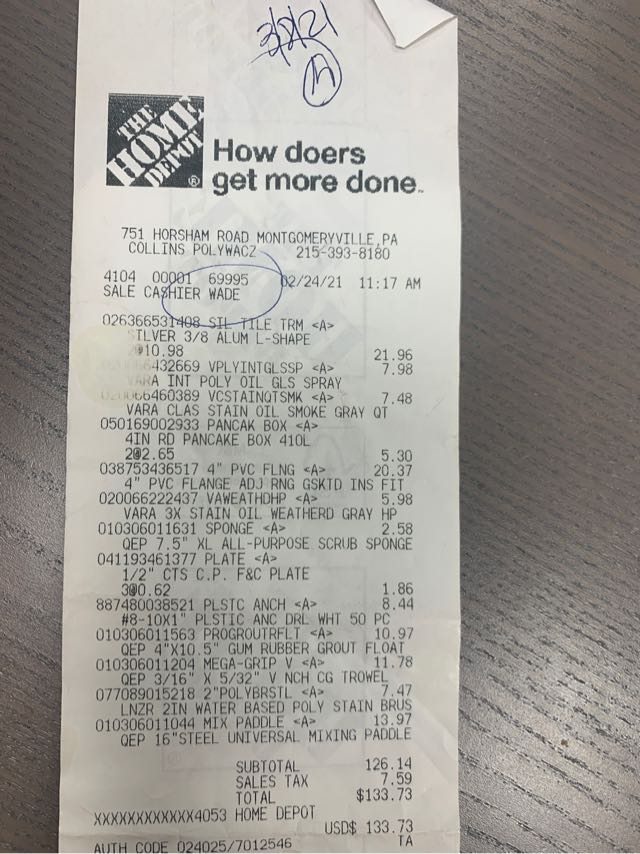 3/2/21
THE
HOME
DEPOT
How doers
get more done™
751 HORSHAM ROAD MONTGOMERYVILLE,PA
COLLINS POLYWACZ 215-393-8180
4104 00001 69995 02/24/21 11:17 AM
SALE CASHIER WADE
026366531408 SIL TILE TRM <A>
SILVER 3/8 ALUM L-SHAPE
@10.98 21.96
432669 VPLYINTGLSSP <A> 7.98
VARA INT POLY OIL GLS SPRAY
020066460389 VCSTAINQTSMK <A> 7.48
VARA CLAS STAIN OIL SMOKE GRAY QT
050169002933 PANCAK BOX <A>
4IN RD PANCAKE BOX 410L
2@2.65 5.30
038753436517 4" PVC FLNG <A> 20.37
4" PVC FLANGE ADJ RNG GSKTD INS FIT
020066222437 VAWEATHDHP <A> 5.98
VARA 3X STAIN OIL WEATHERD GRAY HP
010306011631 SPONGE <A> 2.58
QEP 7.5" XL ALL-PURPOSE SCRUB SPONGE
041193461377 PLATE <A>
1/2" CTS C.P. F&C PLATE
3@0.62 1.86
887480038521 PLSTC ANCH <A> 8.44
#8-10X1" PLSTIC ANC DRL WHT 50 PC
010306011563 PROGROUTRFLT <A> 10.97
QEP 4"X10.5" GUM RUBBER GROUT FLOAT
010306011204 MEGA-GRIP V <A> 11.78
QEP 3/16" X 5/32" V NCH CG TROWEL
077089015218 2"POLYBRSTL <A> 7.47
LNZR 2IN WATER BASED POLY STAIN BRUS
010306011044 MIX PADDLE <A> 13.97
QEP 16"STEEL UNIVERSAL MIXING PADDLE
SUBTOTAL 126.14
SALES TAX 7.59
TOTAL $133.73
XXXXXXXXXXXX4053 HOME DEPOT
USD$ 133.73
AUTH CODE 024025/7012546 TA